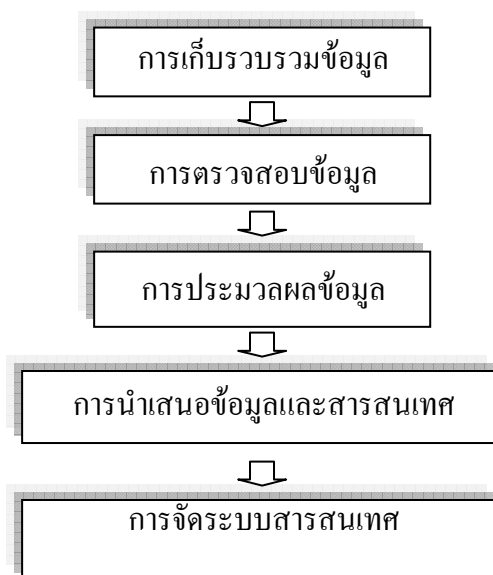 การเก็บรวบรวมข้อมูล
การตรวจสอบข้อมูล
การประมวลผลข้อมูล
การนำเสนอข้อมูลและสารสนเทศ
การจัดระบบสารสนเทศ